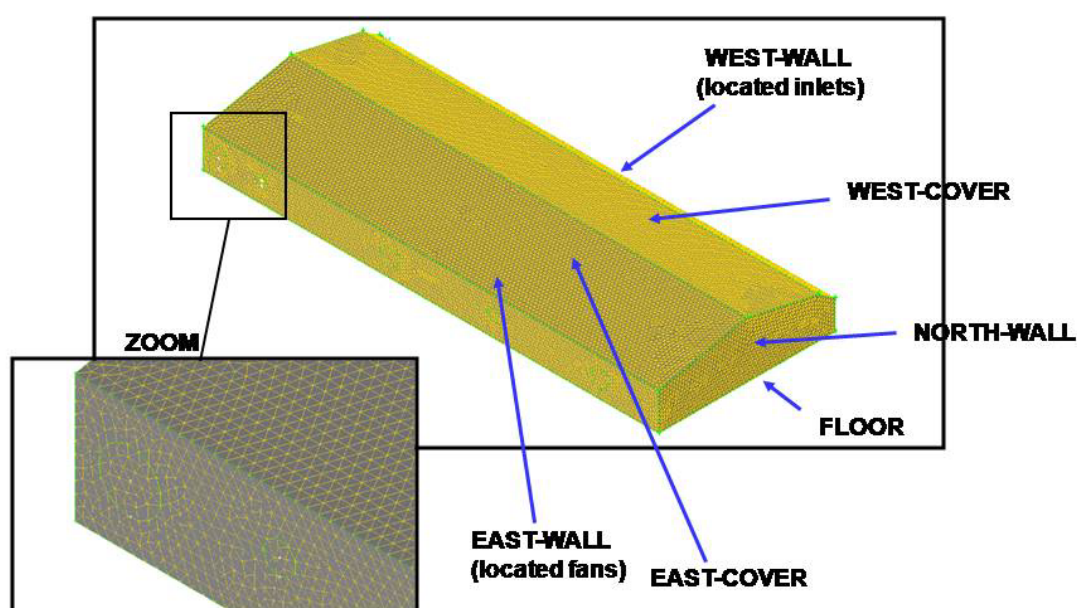 WEST-WALL
(located inlets)
WEST-COVER
NORTH-WALL
ZOOM
FLOOR
EAST-WALL
(located fans)
EAST-COVER